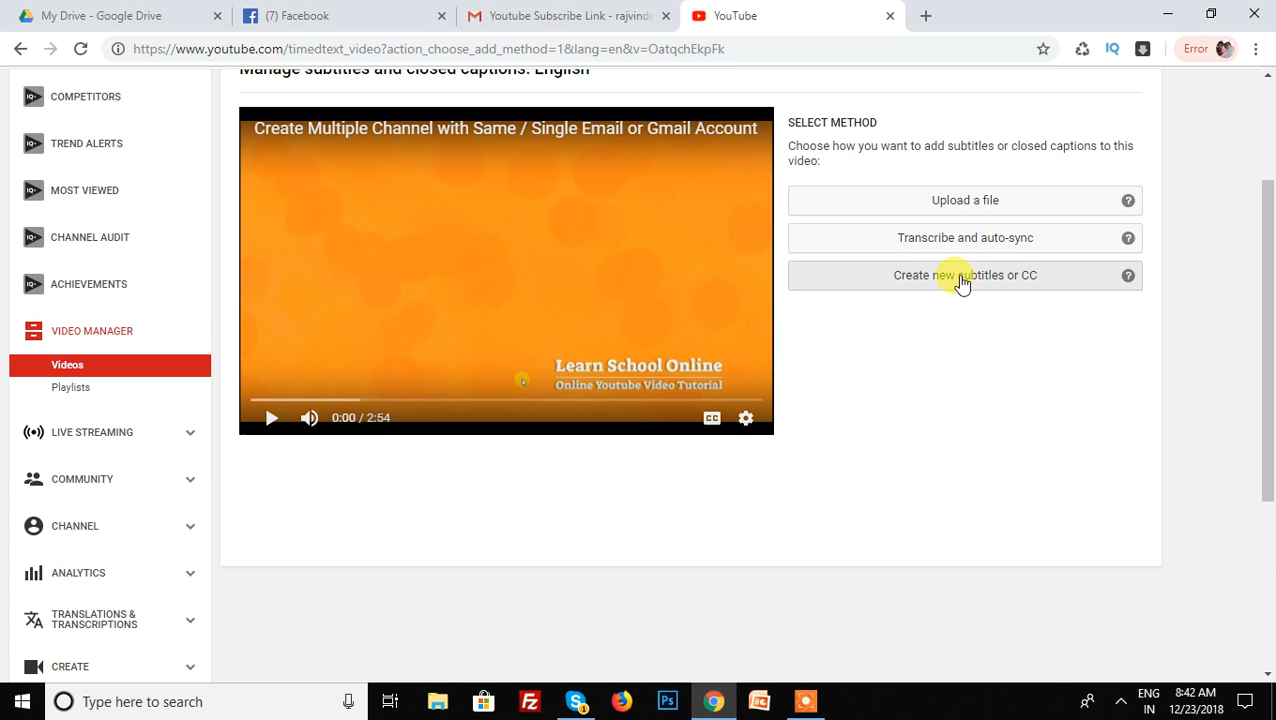 My Drive - Google Drive
(7) Facebook
Youtube Subscribe Link - rajvinde
YouTube
https://www.youtube.com/timedtext_video?action_choose_add_method=1&lang=en&v=OatqchEkpFk
IQ
Error
Manage subtitles and closed captions: English
COMPETITORS
TREND ALERTS
MOST VIEWED
CHANNEL AUDIT
ACHIEVEMENTS
VIDEO MANAGER
Videos
Playlists
LIVE STREAMING
COMMUNITY
CHANNEL
ANALYTICS
TRANSLATIONS &
TRANSCRIPTIONS
CREATE
Create Multiple Channel with Same / Single Email or Gmail Account
Learn School Online
Online Youtube Video Tutorial
0:00 / 2:54
CC
SELECT METHOD
Choose how you want to add subtitles or closed captions to this
video:
Upload a file ?
Transcribe and auto-sync ?
Create new subtitles or CC ?
Type here to search
ENG
IN
8:42 AM
12/23/2018